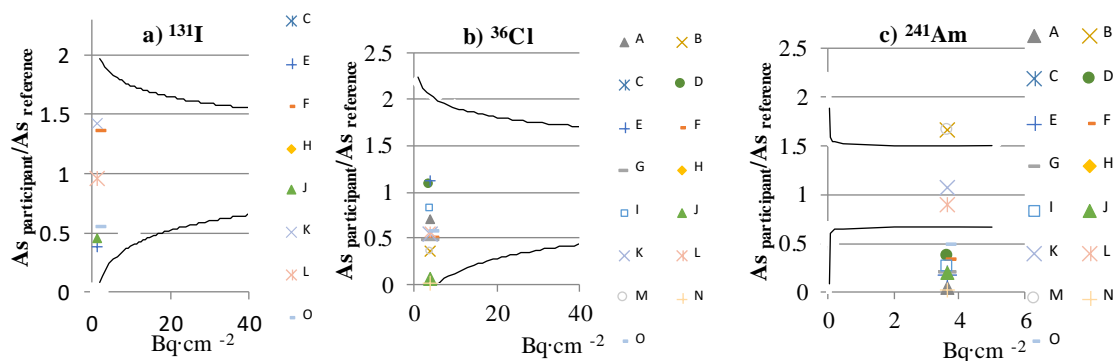 a) ¹³¹I
As participant/As reference
2
1.5
1
0.5
0
0 20 40
Bq·cm ⁻²
C
E
F
H
J
K
L
O
b) ³⁶Cl
As participant/As reference
2.5
2
1.5
1
0.5
0
0 20 40
Bq·cm ⁻²
A B
C D
E F
G H
I J
K L
M N
O
c) ²⁴¹Am
As participant/As reference
2.5
2
1.5
1
0.5
0
0 2 4 6
Bq·cm ⁻²
A B
C D
E F
G H
I J
K L
M N
O